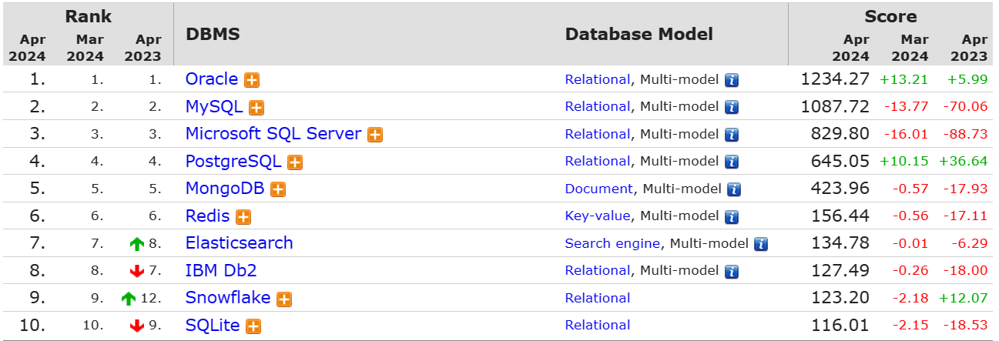 Rank DBMS Database Model Score
Apr 2024 Mar 2024 Apr 2023 Apr 2024 Mar 2024 Apr 2023
1. 1. 1. Oracle Relational, Multi-model 1234.27 +13.21 +5.99
2. 2. 2. MySQL Relational, Multi-model 1087.72 -13.77 -70.06
3. 3. 3. Microsoft SQL Server Relational, Multi-model 829.80 -16.01 -88.73
4. 4. 4. PostgreSQL Relational, Multi-model 645.05 +10.15 +36.64
5. 5. 5. MongoDB Document, Multi-model 423.96 -0.57 -17.93
6. 6. 6. Redis Key-value, Multi-model 156.44 -0.56 -17.11
7. 7. 8. Elasticsearch Search engine, Multi-model 134.78 -0.01 -6.29
8. 8. 7. IBM Db2 Relational, Multi-model 127.49 -0.26 -18.00
9. 9. 12. Snowflake Relational 123.20 -2.18 +12.07
10. 10. 9. SQLite Relational 116.01 -2.15 -18.53